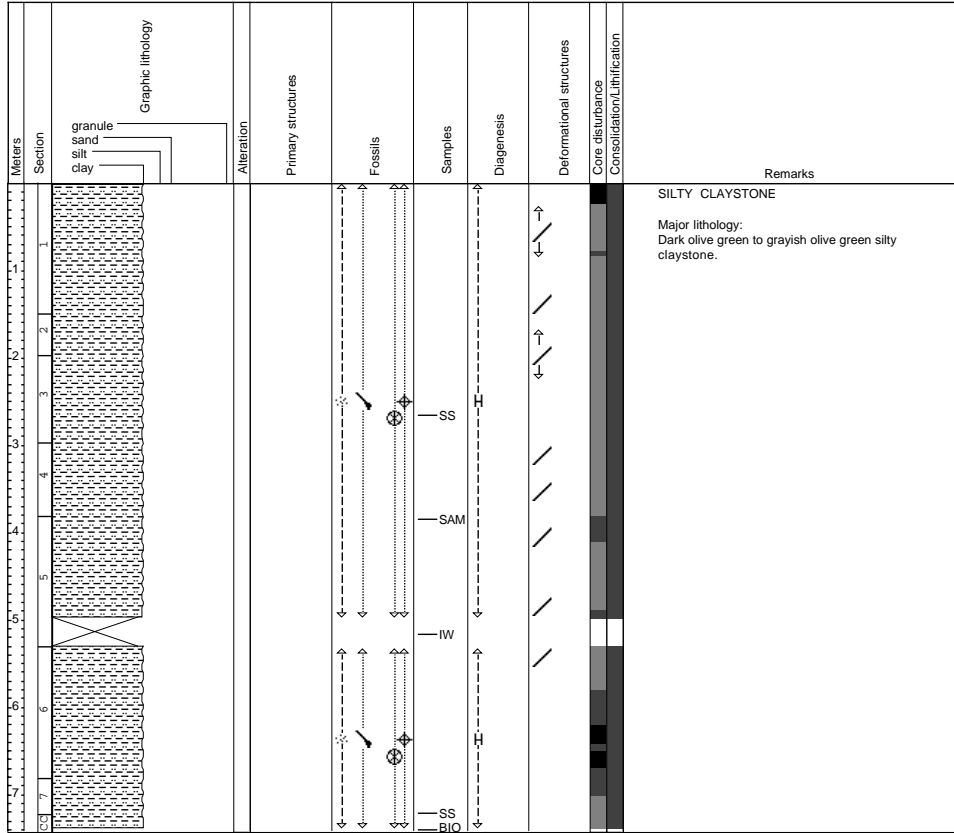 Meters
Section
Graphic lithology
granule
sand
silt
clay
Alteration
Primary structures
Fossils
Samples
Diagenesis
Deformational structures
Core disturbance
Consolidation/Lithification
Remarks
SILTY CLAYSTONE
Major lithology:
Dark olive green to grayish olive green silty
claystone.
1
1
2
2
3
H
SS
3
4
SAM
4
5
5
IW
6
6
H
7
7
SS
CC
BIO